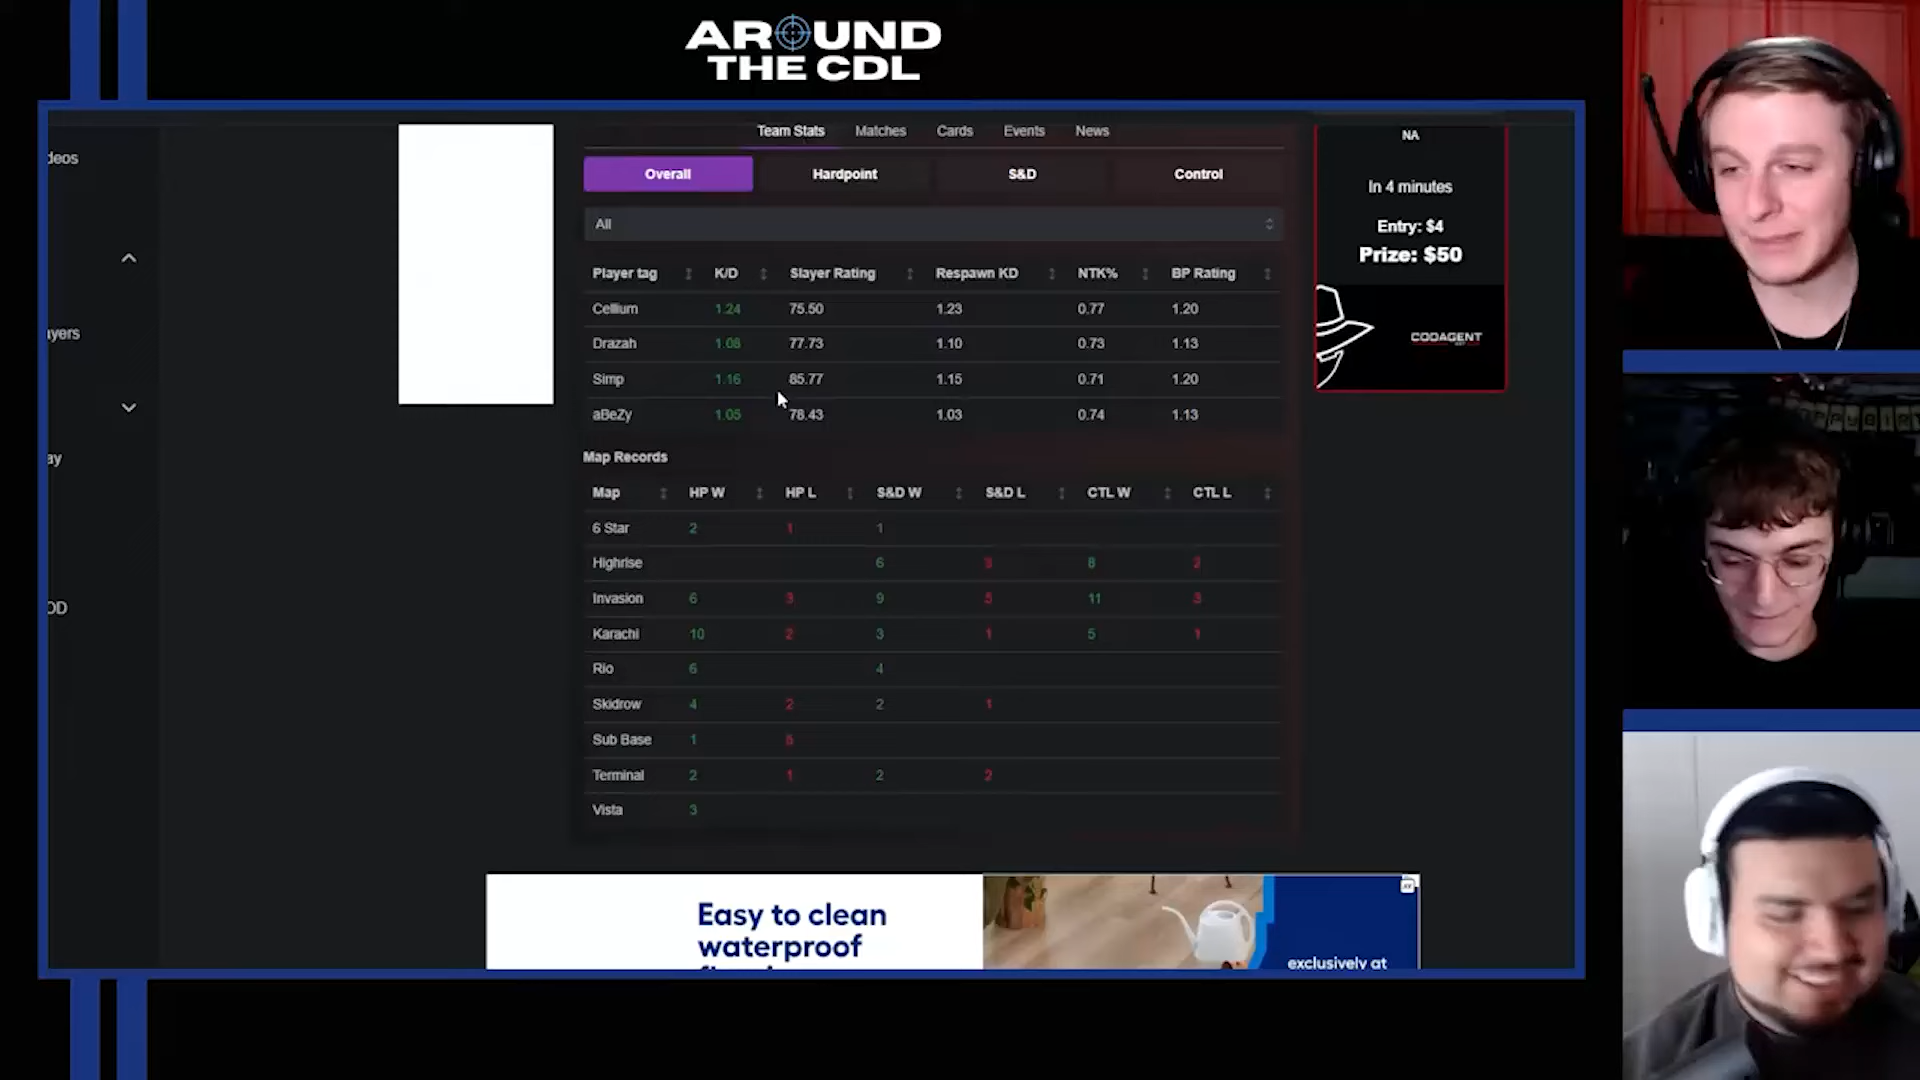 AROUND
THE CDL
deos
ayers
ay
OD
Team Stats Matches Cards Events News
Overall Hardpoint S&D Control
All
Player tag K/D Slayer Rating Respawn KD NTK% BP Rating
Cellium 1.24 75.50 1.23 0.77 1.20
Drazah 1.08 77.73 1.10 0.73 1.13
Simp 1.16 85.77 1.15 0.71 1.20
aBeZy 1.05 78.43 1.03 0.74 1.13
Map Records
Map HP W HP L S&D W S&D L CTL W CTL L
6 Star 2 1 1
Highrise 6 3 8 2
Invasion 6 3 9 5 11 3
Karachi 10 2 3 1 5 1
Rio 6 4
Skidrow 4 2 2 1
Sub Base 1 5
Terminal 2 1 2 2
Vista 3
NA
In 4 minutes
Entry: $4
Prize: $50
CODAGENT
Easy to clean
waterproof
exclusively at